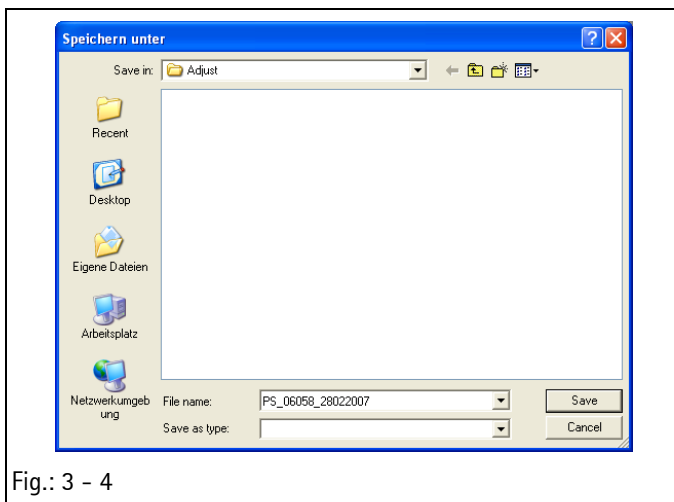 Speichern unter
Save in: Adjust
Recent
Desktop
Eigene Dateien
Arbeitsplatz
Netzwerkumgeb
ung
File name: PS_06058_28022007 Save
Save as type: Cancel
Fig.: 3 - 4